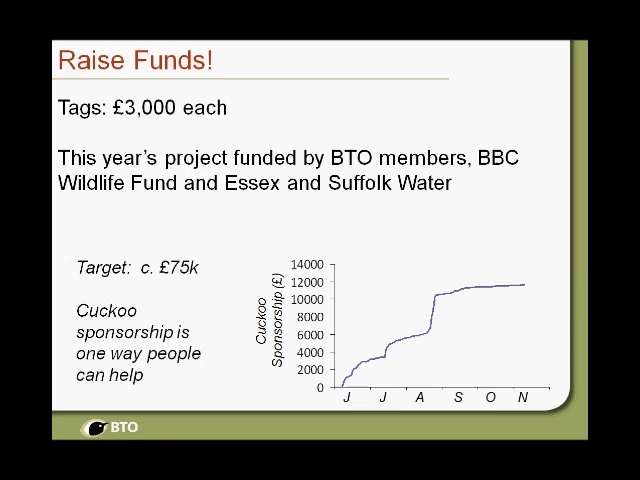 Raise Funds!
Tags: £3,000 each
This year's project funded by BTO members, BBC
Wildlife Fund and Essex and Suffolk Water
Target: c. £75k
Cuckoo
sponsorship is
one way people
can help
Cuckoo
Sponsorship (£)
14000
12000
10000
8000
6000
4000
2000
0
J J A S O N
BTO